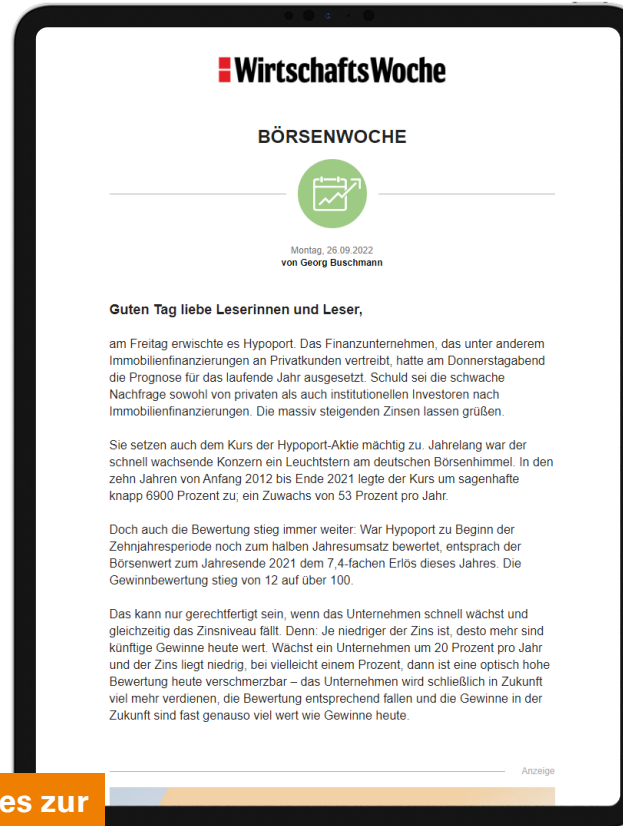 WirtschaftsWoche
BÖRSENWOCHE
Montag, 26.09.2022
von Georg Buschmann
Guten Tag liebe Leserinnen und Leser,
am Freitag erwischte es Hypoport. Das Finanzunternehmen, das unter anderem
Immobilienfinanzierungen an Privatkunden vertreibt, hatte am Donnerstagabend
die Prognose für das laufende Jahr ausgesetzt. Schuld sei die schwache
Nachfrage sowohl von privaten als auch institutionellen Investoren nach
Immobilienfinanzierungen. Die massiv steigenden Zinsen lassen grüßen.
Sie setzen auch dem Kurs der Hypoport-Aktie mächtig zu. Jahrelang war der
schnell wachsende Konzern ein Leuchtstern am deutschen Börsenhimmel. In den
zehn Jahren von Anfang 2012 bis Ende 2021 legte der Kurs um sagenhafte
knapp 6900 Prozent zu; ein Zuwachs von 53 Prozent pro Jahr.
Doch auch die Bewertung stieg immer weiter: War Hypoport zu Beginn der
Zehnjahresperiode noch zum halben Jahresumsatz bewertet, entsprach der
Börsenwert zum Jahresende 2021 dem 7,4-fachen Erlös dieses Jahres. Die
Gewinnbewertung stieg von 12 auf über 100.
Das kann nur gerechtfertigt sein, wenn das Unternehmen schnell wächst und
gleichzeitig das Zinsniveau fällt. Denn: Je niedriger der Zins ist, desto mehr sind
künftige Gewinne heute wert. Wächst ein Unternehmen um 20 Prozent pro Jahr
und der Zins liegt niedrig, bei vielleicht einem Prozent, dann ist eine optisch hohe
Bewertung heute verschmerzbar – das Unternehmen wird schließlich in Zukunft
viel mehr verdienen, die Bewertung entsprechend fallen und die Gewinne in der
Zukunft sind fast genauso viel wert wie Gewinne heute.
Anzeige
es zur